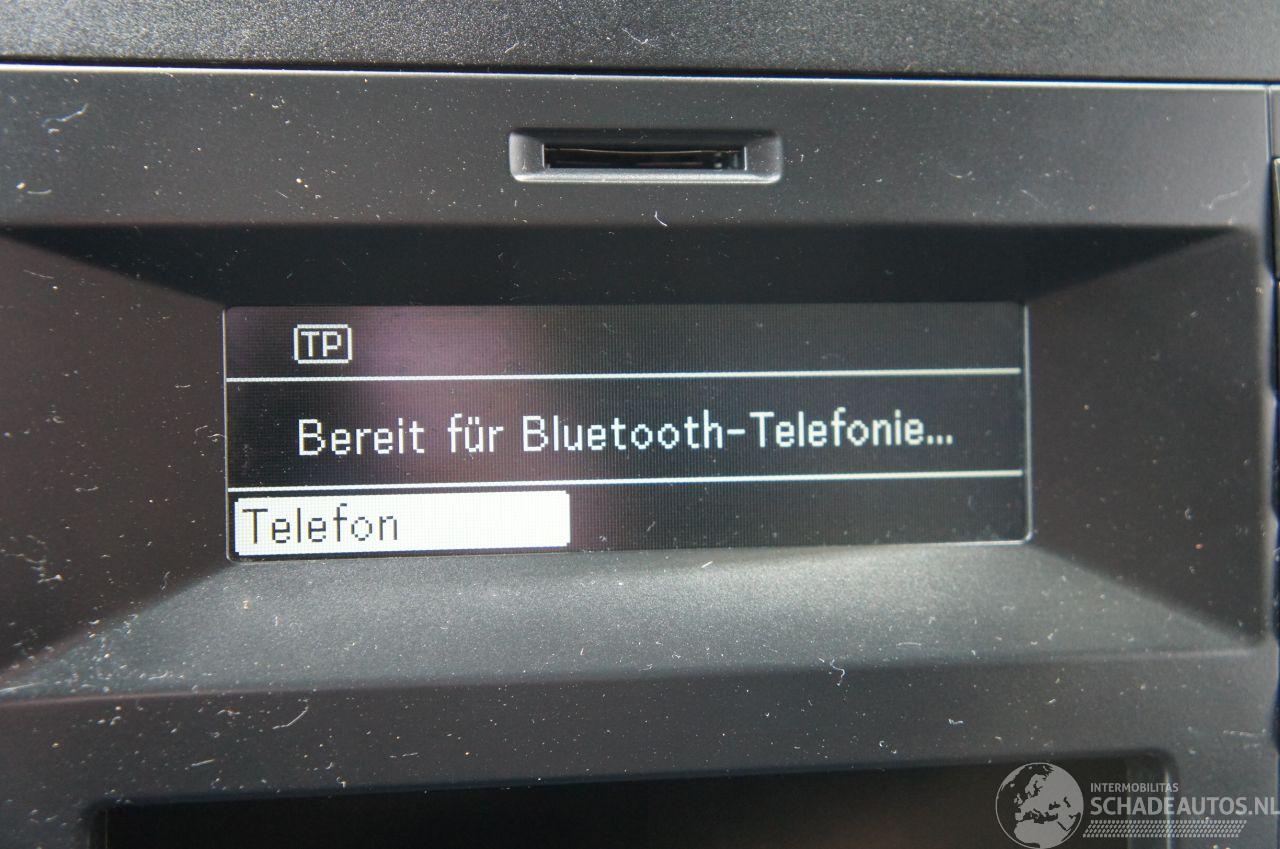 TP
Bereit für Bluetooth-Telefonie...
Telefon
INTERMOBILITAS
SCHADEAUTOS.NL